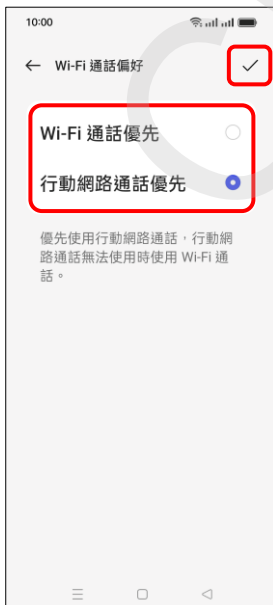 10:00
Wi-Fi 通話偏好
Wi-Fi 通話優先
行動網路通話優先
優先使用行動網路通話，行動網
路通話無法使用時使用 Wi-Fi 通
話。